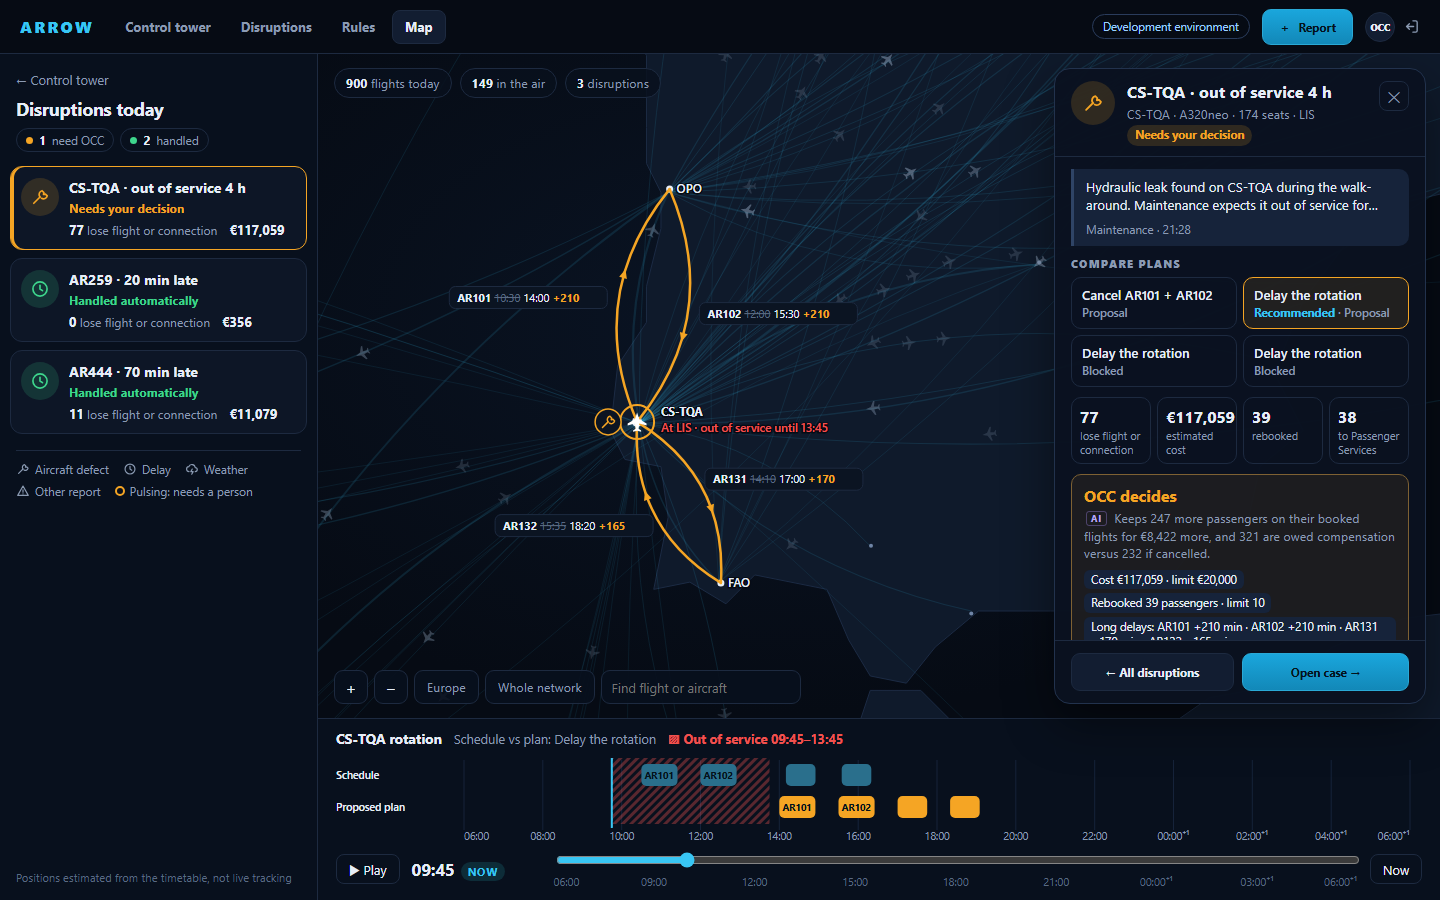 ARROW
Control tower
Disruptions
Rules
Map
Development environment
+ Report
OCC
← Control tower
Disruptions today
1 need OCC
2 handled
CS-TQA · out of service 4 h
Needs your decision
77 lose flight or connection €117,059
AR259 · 20 min late
Handled automatically
0 lose flight or connection €356
AR444 · 70 min late
Handled automatically
11 lose flight or connection €11,079
Aircraft defect
Delay
Weather
Other report
Pulsing: needs a person
Positions estimated from the timetable, not live tracking
900 flights today
149 in the air
3 disruptions
OPO
AR101 10:30 14:00 +210
AR102 12:00 15:30 +210
CS-TQA
At LIS · out of service until 13:45
AR131 14:10 17:00 +170
AR132 15:35 18:20 +165
FAO
+
−
Europe
Whole network
Find flight or aircraft
CS-TQA · out of service 4 h
CS-TQA · A320neo · 174 seats · LIS
Needs your decision
Hydraulic leak found on CS-TQA during the walk-
around. Maintenance expects it out of service for...
Maintenance · 21:28
COMPARE PLANS
Cancel AR101 + AR102
Proposal
Delay the rotation
Recommended · Proposal
Delay the rotation
Blocked
Delay the rotation
Blocked
77
lose flight or
connection
€117,059
estimated
cost
39
rebooked
38
to Passenger
Services
OCC decides
AI Keeps 247 more passengers on their booked
flights for €8,422 more, and 321 are owed compensation
versus 232 if cancelled.
Cost €117,059 · limit €20,000
Rebooked 39 passengers · limit 10
Long delays: AR101 +210 min · AR102 +210 min · AR131
← All disruptions
Open case →
CS-TQA rotation
Schedule vs plan: Delay the rotation
Out of service 09:45–13:45
Schedule
AR101
AR102
Proposed plan
AR101
AR102
06:00
08:00
10:00
12:00
14:00
16:00
18:00
20:00
22:00
00:00+1
02:00+1
04:00+1
06:00+1
▶ Play
09:45
NOW
06:00
09:00
12:00
15:00
18:00
21:00
00:00+1
03:00+1
06:00+1
Now